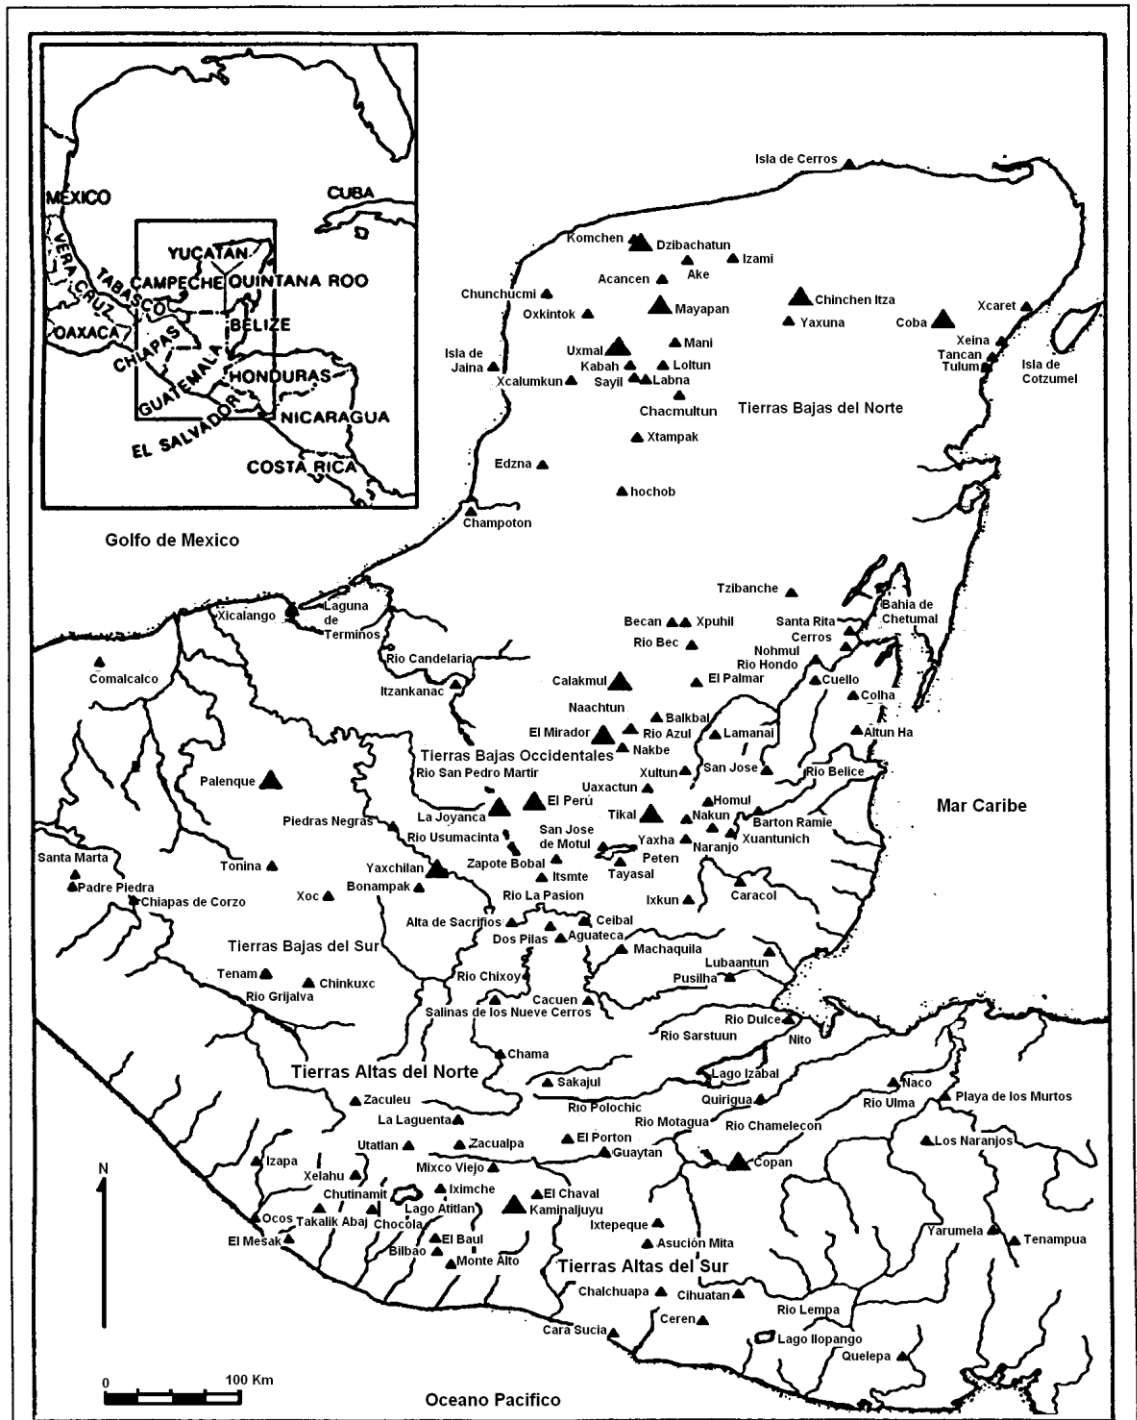 MEXICO
VERA CRUZ
TABASCO
OAXACA
CHIAPAS
YUCATAN
CAMPECHE
QUINTANA ROO
BELIZE
GUATEMALA
HONDURAS
EL SALVADOR
NICARAGUA
COSTA RICA
CUBA
Isla de Cerros
Komchen
Dzibachatun
Ake
Izami
Acancen
Chunchucmi
Oxkintok
Mayapan
Chinchen Itza
Yaxuna
Coba
Xcaret
Xeina
Tancan
Tulum
Isla de
Cotzumel
Uxmal
Mani
Isla de
Jaina
Kabah
Loltun
Xcalumkun
Sayil
Labna
Chacmultun
Tierras Bajas del Norte
Xtampak
Edzna
hochob
Champoton
Golfo de Mexico
Tzibanche
Xicalango
Laguna
de
Terminos
Becan
Xpuhil
Rio Bec
Santa Rita
Cerros
Bahia de
Chetumal
Nohmul
Rio Hondo
Comalcalco
Rio Candelaria
Itzankanac
Calakmul
El Palmar
Cuello
Colha
Naachtun
Balkbal
El Mirador
Rio Azul
Lamanai
Altun Ha
Nakbe
Tierras Bajas Occidentales
Rio San Pedro Martir
Xultun
San Jose
Rio Belice
Palenque
Uaxactun
El Perú
La Joyanca
Tikal
Homul
Nakun
Barton Ramie
Mar Caribe
Piedras Negras
Rio Usumacinta
San Jose
de Motul
Yaxha
Naranjo
Xuantunich
Santa Marta
Padre Piedra
Chiapas de Corzo
Tonina
Yaxchilan
Zapote Bobal
Peten
Tayasal
Xoc
Bonampak
Itsmte
Rio La Pasion
Ixkun
Caracol
Alta de Sacrifios
Ceibal
Dos Pilas
Aguateca
Tierras Bajas del Sur
Machaquila
Lubaantun
Tenam
Chinkuxc
Rio Chixoy
Pusilha
Rio Grijalva
Salinas de los Nueve Cerros
Cacuen
Rio Dulce
Rio Sarstuun
Nito
Chama
Tierras Altas del Norte
Sakajul
Lago Izabal
Naco
Zaculeu
Rio Polochic
Quirigua
Rio Ulma
Playa de los Murtos
La Laguenta
Rio Motagua
Rio Chamelecon
Utatlan
Zacualpa
El Porton
Guaytan
Los Naranjos
Izapa
Mixco Viejo
Copan
N
Xelahu
Chutinamit
Iximche
El Chaval
Lago Atitlan
Kaminaljuyu
Ocos
Takalik Abaj
Chocola
Ixtepeque
El Mesak
El Baul
Bilbao
Monte Alto
Asución Mita
Yarumela
Tenampua
Tierras Altas del Sur
Chalchuapa
Cihuatan
Rio Lempa
Ceren
Cara Sucia
Lago Ilopango
Quelepa
0
100 Km
Oceano Pacífico